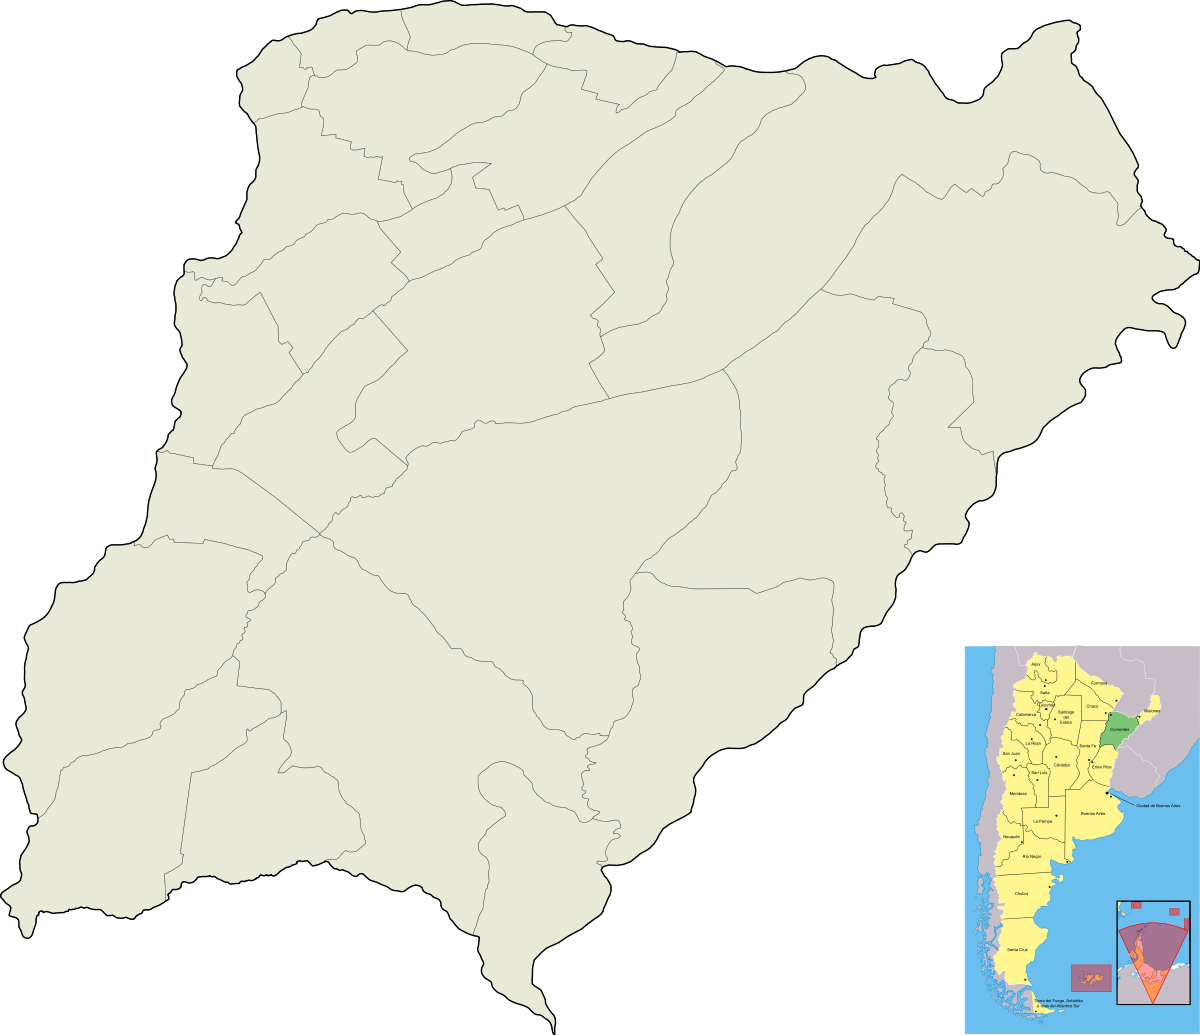 Jujuy
Salta
Formosa
Tucumán
Chaco
Misiones
Catamarca
Santiago
del
Estero
Corrientes
La Rioja
Santa Fe
San Juan
Córdoba
Entre Ríos
San Luis
Mendoza
Ciudad de Buenos Aires
La Pampa
Buenos Aires
Neuquén
Río Negro
Chubut
Santa Cruz
Tierra del Fuego, Antártida
e Islas del Atlántico Sur